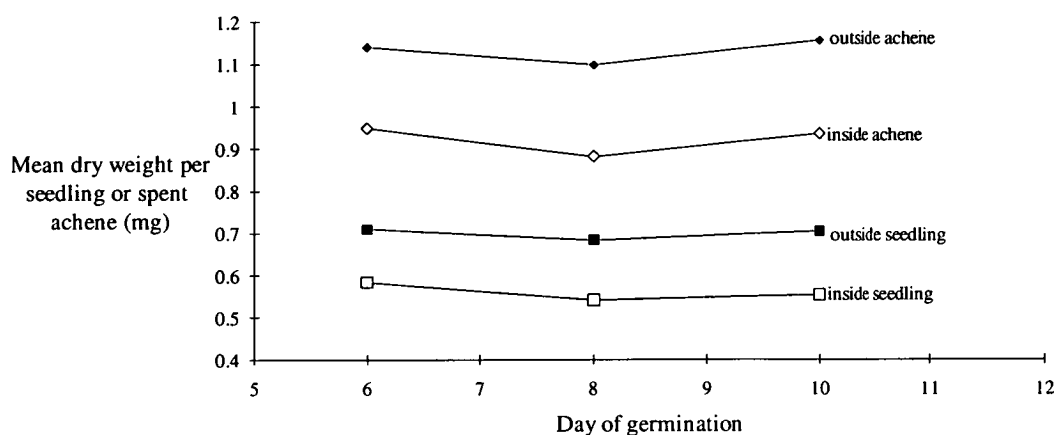 1.2
1.1
1
0.9
0.8
0.7
0.6
0.5
0.4
Mean dry weight per
seedling or spent
achene (mg)
outside achene
inside achene
outside seedling
inside seedling
5 6 7 8 9 10 11 12
Day of germination